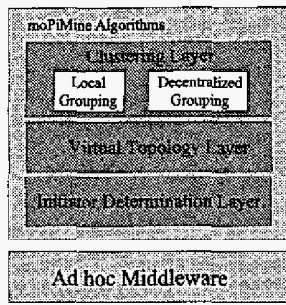 moPiMine Algorithms
Clustering Layer
Local
Grouping
Decentralized
Grouping
Virtual Topology Layer
Initiator Determination Layer
Ad hoc Middleware